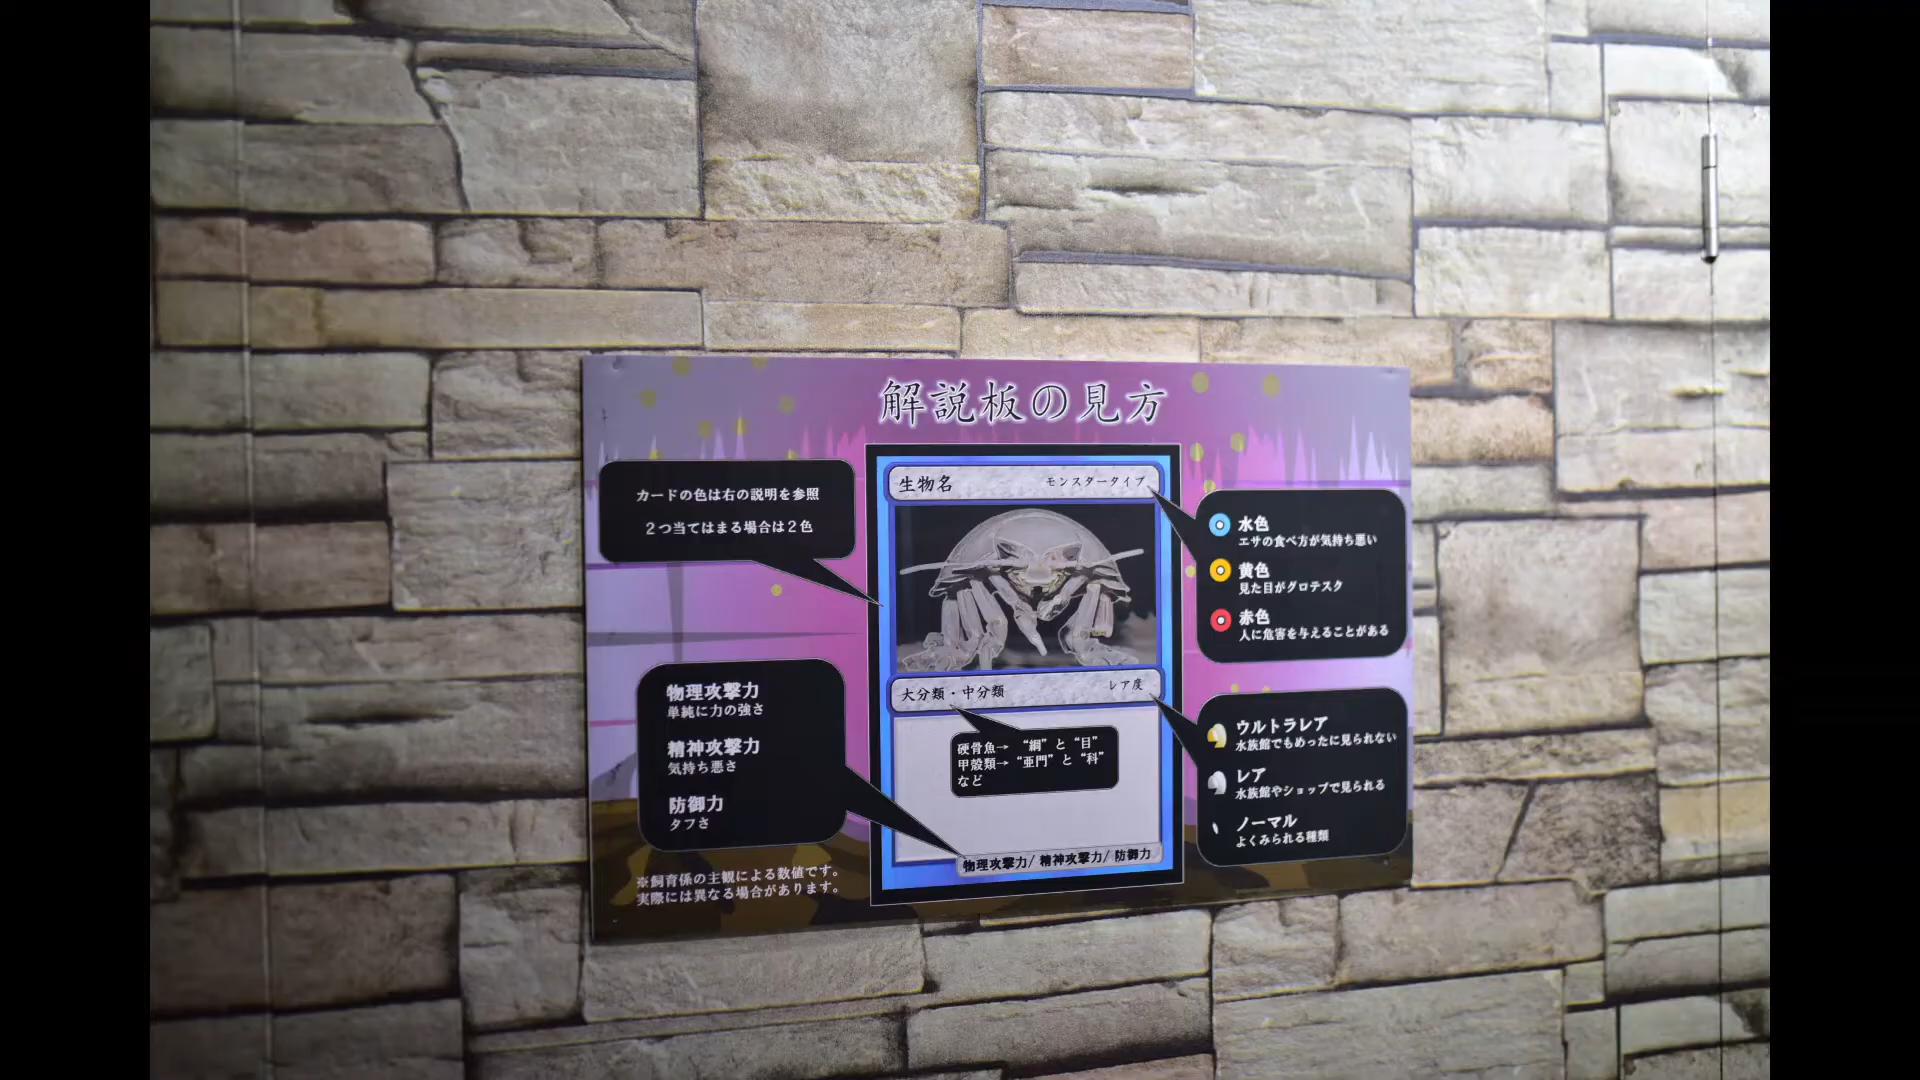 解説板の見方
カードの色は右の説明を参照
２つ当てはまる場合は２色
生物名
モンスタータイプ
水色
エサの食べ方が気持ち悪い
黄色
見た目がグロテスク
赤色
人に危害を与えることがある
物理攻撃力
単純に力の強さ
精神攻撃力
気持ち悪さ
防御力
タフさ
大分類・中分類
レア度
硬骨魚→ “綱”と“目”
甲殻類→“亜門”と“科”
など
ウルトラレア
水族館でもめったに見られない
レア
水族館やショップで見られる
ノーマル
よくみられる種類
物理攻撃力/ 精神攻撃力/ 防御力
※飼育係の主観による数値です。
実際には異なる場合があります。